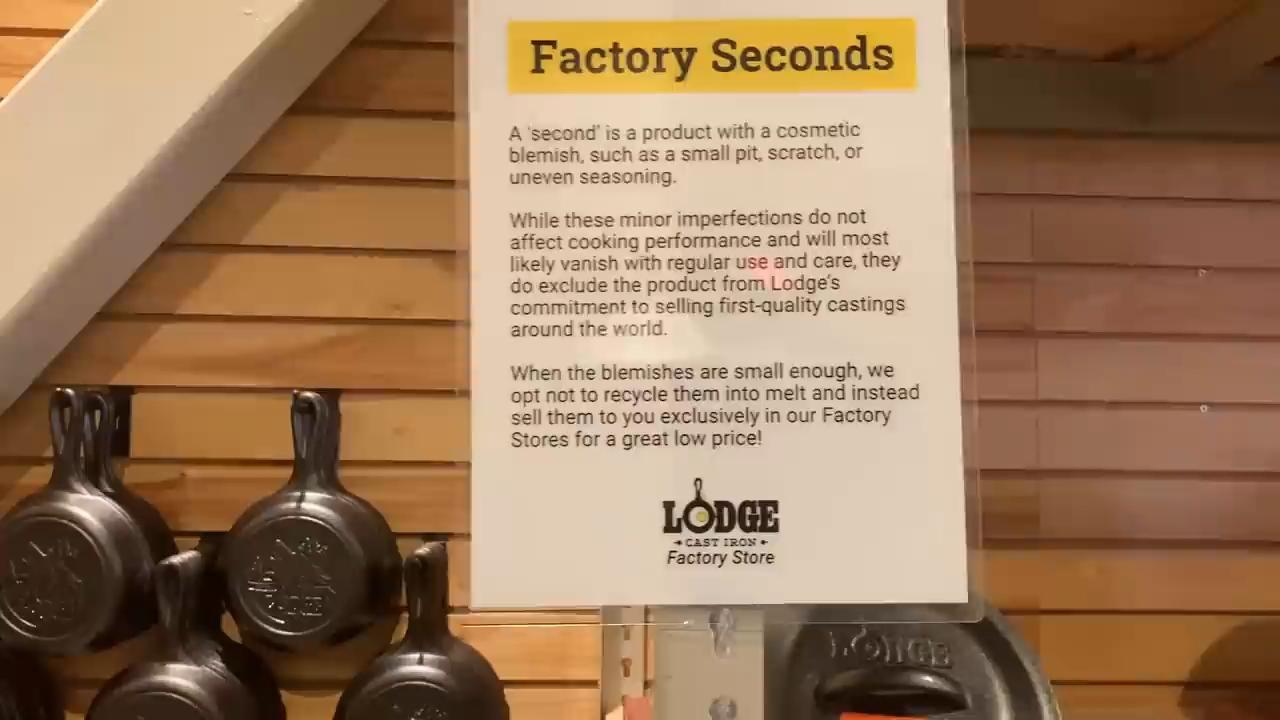 Factory Seconds
A 'second' is a product with a cosmetic
blemish, such as a small pit, scratch, or
uneven seasoning.
While these minor imperfections do not
affect cooking performance and will most
likely vanish with regular use and care, they
do exclude the product from Lodge's
commitment to selling first-quality castings
around the world.
When the blemishes are small enough, we
opt not to recycle them into melt and instead
sell them to you exclusively in our Factory
Stores for a great low price!
LODGE
CAST IRON
Factory Store
LODGE